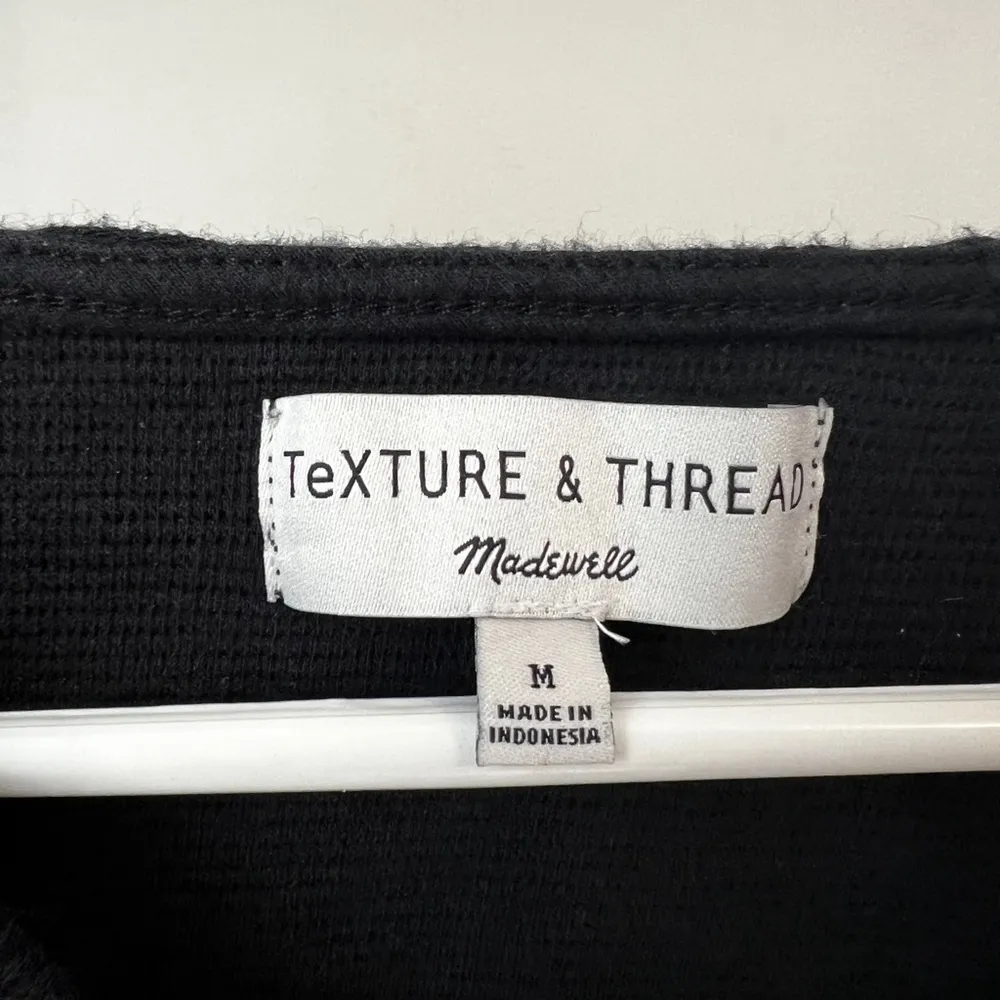 TeXTURE & THREAD
Madewell
M
MADE IN
INDONESIA